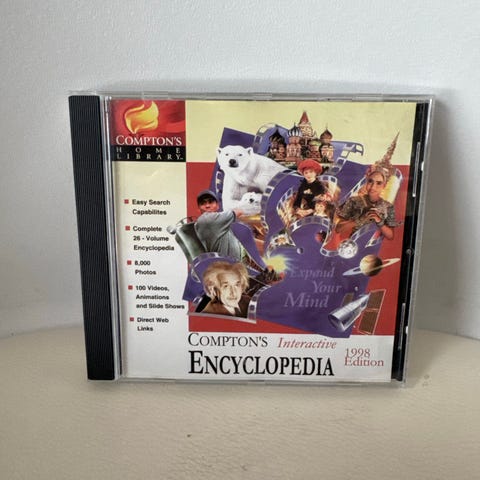 COMPTON'S
HOME
LIBRARY
Easy Search
Capabilites
Complete
26 - Volume
Encyclopedia
8,000
Photos
100 Videos,
Animations
and Slide Shows
Direct Web
Links
Expand
Your
Mind
COMPTON'S Interactive
ENCYCLOPEDIA
1998
Edition